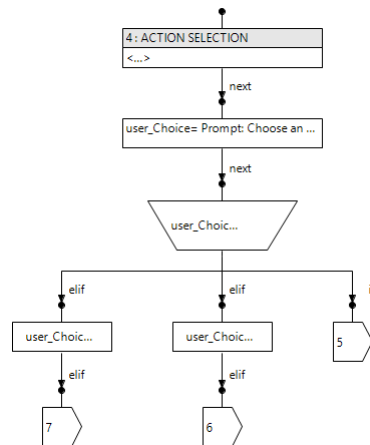 4 : ACTION SELECTION
<...>
next
user_Choice= Prompt: Choose an ...
next
user_Choic...
elif
elif
i
user_Choic...
user_Choic...
5
elif
elif
7
6